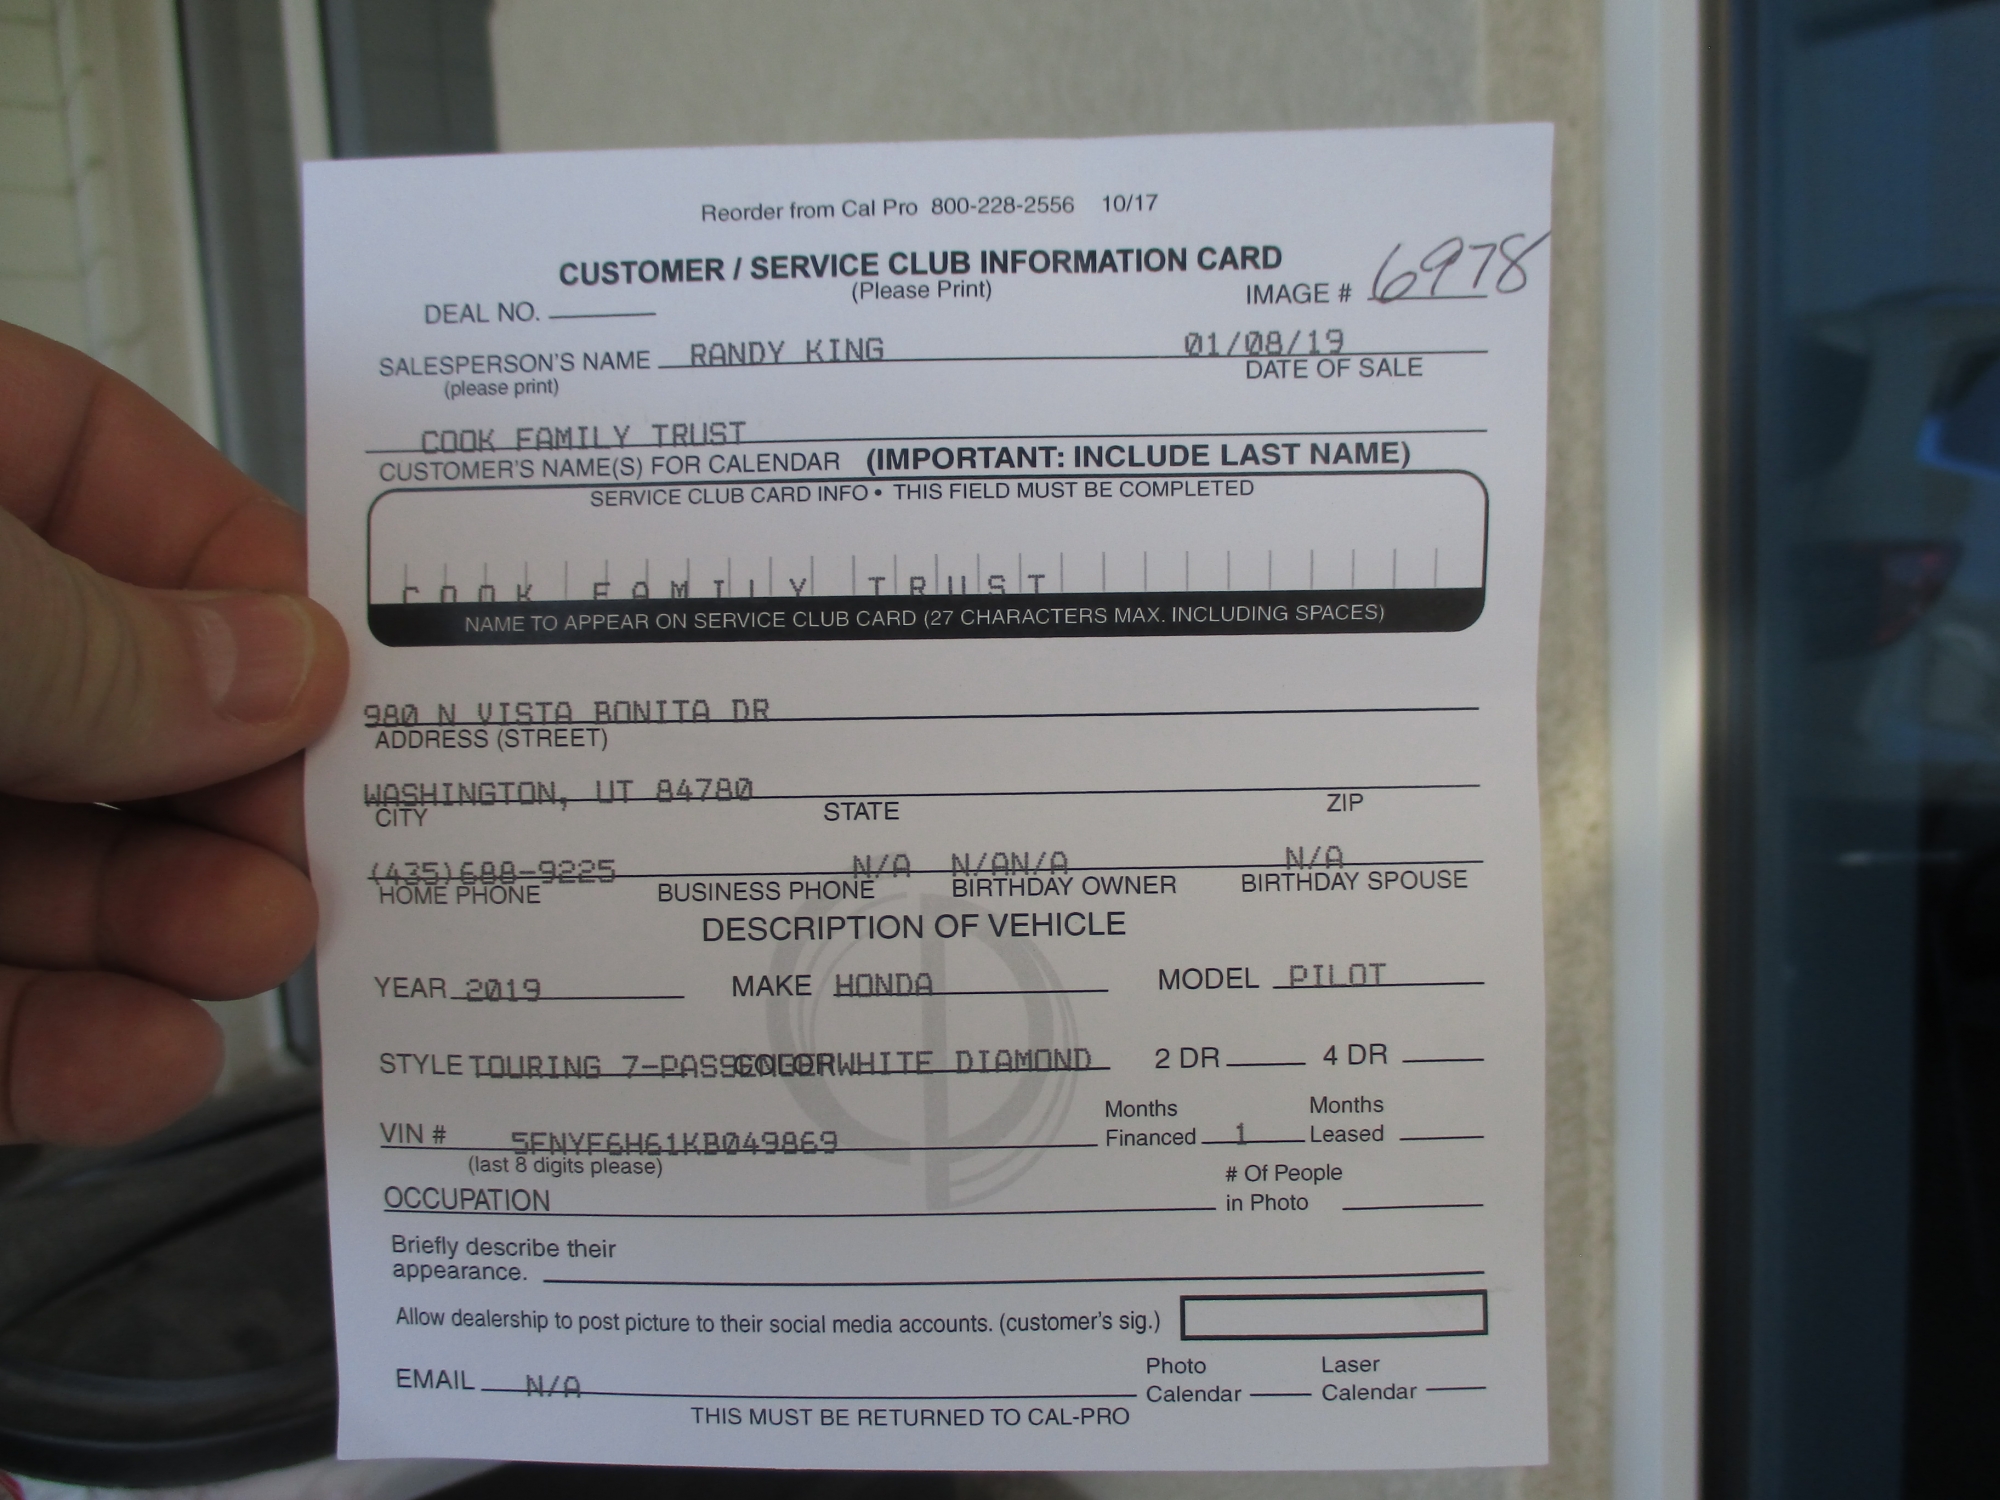 Reorder from Cal Pro 800-228-2556 10/17
CUSTOMER / SERVICE CLUB INFORMATION CARD
(Please Print)
IMAGE # 6978
DEAL NO.
SALESPERSON'S NAME RANDY KING 01/08/19
(please print) DATE OF SALE
COOK FAMILY TRUST
CUSTOMER'S NAME(S) FOR CALENDAR (IMPORTANT: INCLUDE LAST NAME)
SERVICE CLUB CARD INFO • THIS FIELD MUST BE COMPLETED
COOK FAMILY TRUST
NAME TO APPEAR ON SERVICE CLUB CARD (27 CHARACTERS MAX. INCLUDING SPACES)
980 N VISTA BONITA DR
ADDRESS (STREET)
WASHINGTON, UT 84780
CITY STATE ZIP
(435)688-9225 N/A N/AN/A N/A
HOME PHONE BUSINESS PHONE BIRTHDAY OWNER BIRTHDAY SPOUSE
DESCRIPTION OF VEHICLE
YEAR 2019 MAKE HONDA MODEL PILOT
STYLE TOURING 7-PASSENGER COLOR WHITE DIAMOND 2 DR 4 DR
VIN # 5FNYF6H61KB049869 Months Financed 1 Months Leased
(last 8 digits please)
OCCUPATION # Of People in Photo
Briefly describe their
appearance.
Allow dealership to post picture to their social media accounts. (customer's sig.)
EMAIL N/A Photo Calendar Laser Calendar
THIS MUST BE RETURNED TO CAL-PRO